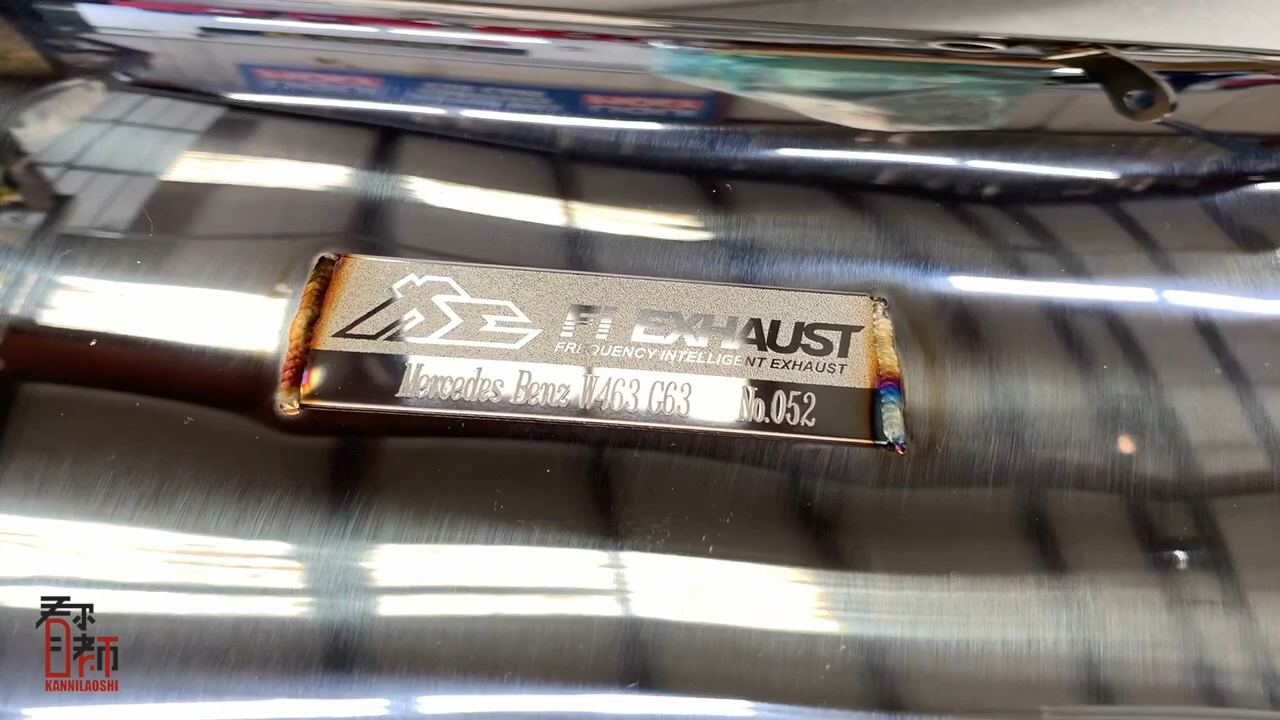 FI EXHAUST
FREQUENCY INTELLIGENT EXHAUST
Mercedes Benz W463 G63 No.052
看你老师
KANNILAOSHI